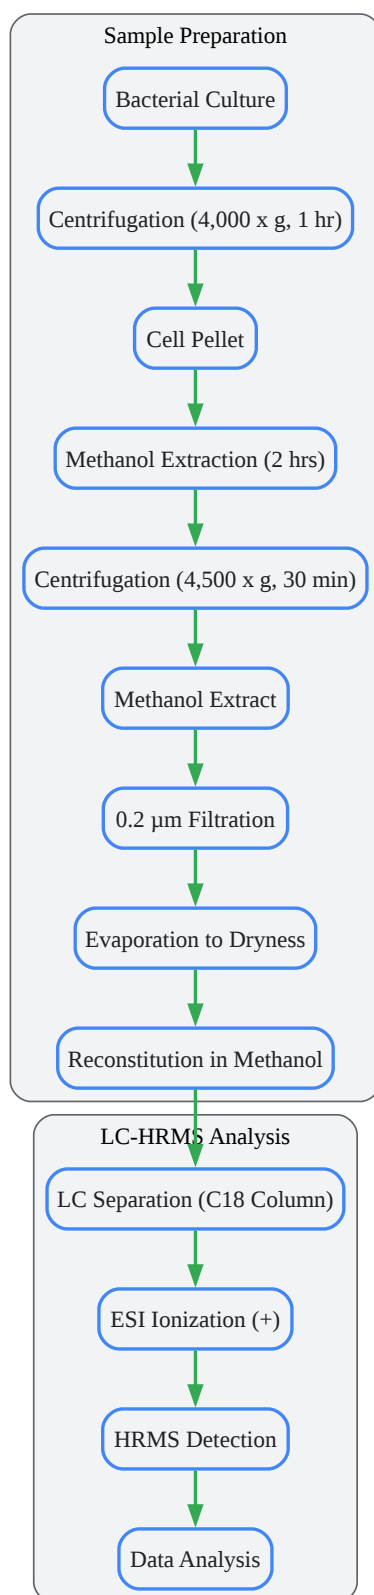 Sample Preparation
Bacterial Culture
Centrifugation (4,000 x g, 1 hr)
Cell Pellet
Methanol Extraction (2 hrs)
Centrifugation (4,500 x g, 30 min)
Methanol Extract
0.2 µm Filtration
Evaporation to Dryness
Reconstitution in Methanol
LC-HRMS Analysis
LC Separation (C18 Column)
ESI Ionization (+)
HRMS Detection
Data Analysis